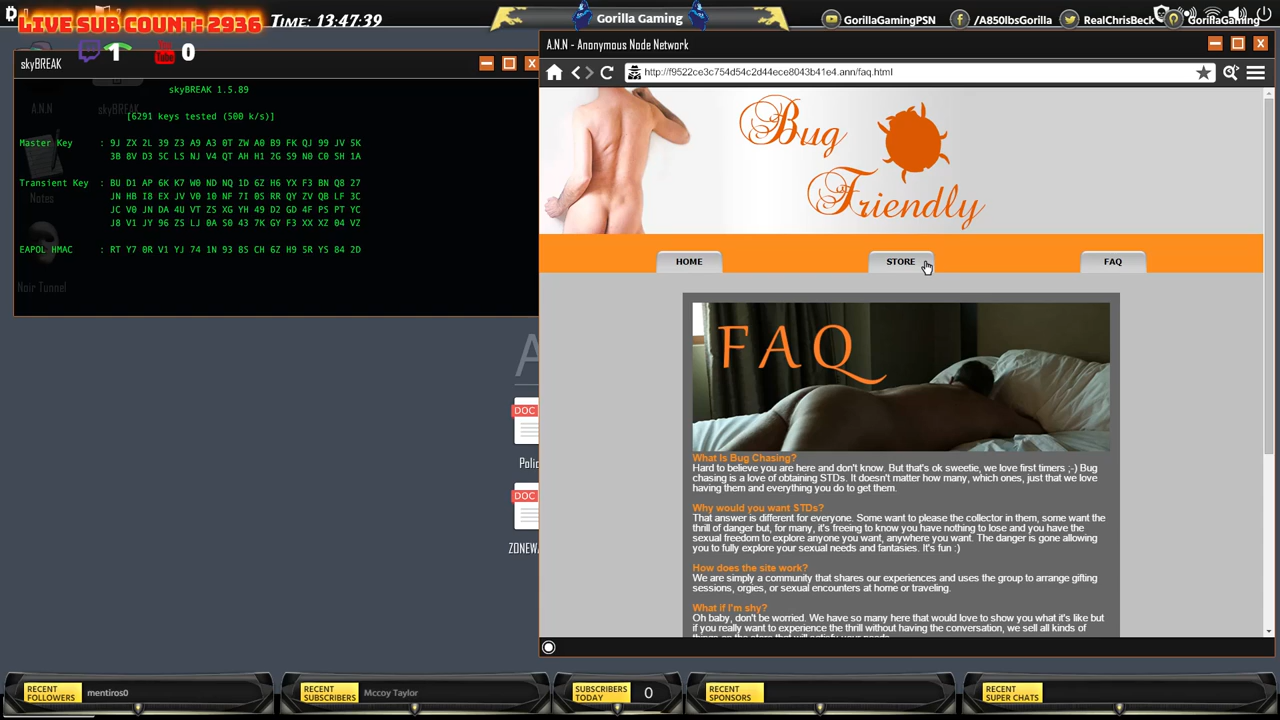 LIVE SUB COUNT: 2936
TIME: 13:47:39
1
0
Gorilla Gaming
GorillaGamingPSN
/A850lbsGorilla
RealChrisBeck
GorillaGaming
skyBREAK
A.N.N
skyBREAK
Notes
Noir Tunnel
skyBREAK 1.5.89
[6291 keys tested (500 k/s)]
Master Key : 9J ZX 2L 39 Z3 A9 A3 0T ZW A0 B9 FK QJ 99 JV 5K
3B 8V D3 5C LS NJ V4 QT AH H1 2G S9 N0 C0 SH 1A
Transient Key : BU D1 AP 6K K7 W0 ND NQ 1D 6Z H6 YX F3 BN Q8 27
JN HB I8 EX JV V0 10 NF 7I 0S RR QY ZV QB LF 3C
JC V0 JN DA 4U VT ZS XG YH 49 D2 GD 4F PS PT YC
J8 V1 JY 96 ZS LJ 0A S0 43 7K GY F3 XX XZ 04 VZ
EAPOL HMAC : RT Y7 0R V1 YJ 74 1N 93 8S CH 6Z H9 5R YS 84 2D
A
DOC
Polic
DOC
ZONEWA
A.N.N - Anonymous Node Network
http://f9522ce3c754d54c2d44ece8043b41e4.ann/faq.html
Bug
Friendly
HOME
STORE
FAQ
FAQ
What Is Bug Chasing?
Hard to believe you are here and don't know. But that's ok sweetie, we love first timers ;-) Bug
chasing is a love of obtaining STDs. It doesn't matter how many, which ones, just that we love
having them and everything you do to get them.
Why would you want STDs?
That answer is different for everyone. Some want to please the collector in them, some want the
thrill of danger but, for many, it's freeing to know you have nothing to lose and you have the
sexual freedom to explore anyone you want, anywhere you want. The danger is gone allowing
you to fully explore your sexual needs and fantasies. It's fun :)
How does the site work?
We are simply a community that shares our experiences and uses the group to arrange gifting
sessions, orgies, or sexual encounters at home or traveling.
What if I'm shy?
Oh baby, don't be worried. We have so many here that would love to show you what it's like but
if you really want to experience the thrill without having the conversation, we sell all kinds of
things on the store that will satisfy your needs.
RECENT
FOLLOWERS
mentiros0
RECENT
SUBSCRIBERS
Mccoy Taylor
SUBSCRIBERS
TODAY
0
RECENT
SPONSORS
RECENT
SUPER CHATS